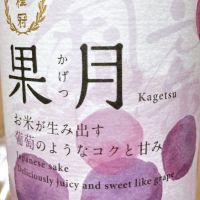 果月
かげつ
Kagetsu
お米が生み出す
葡萄のようなコクと甘み
Japanese sake
Deliciously juicy and sweet like grape